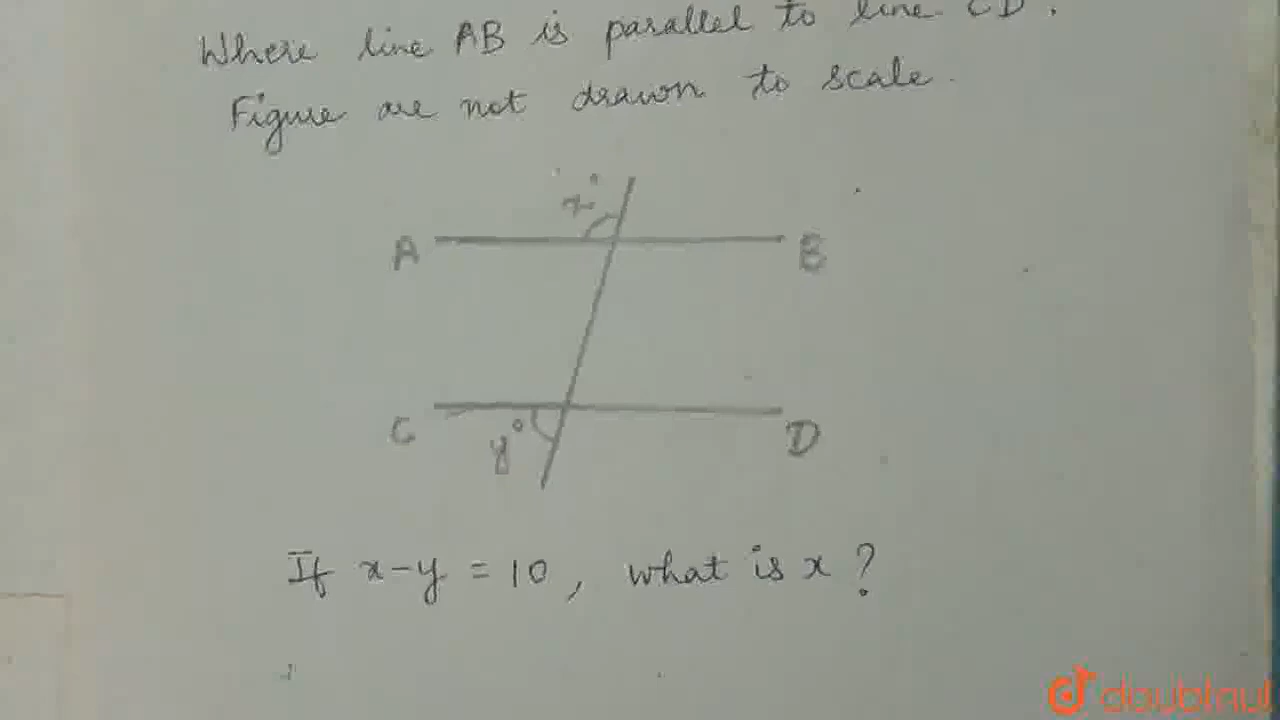 Where line AB is parallel to line CD.
Figure are not drawn to scale.
x°
A
B
C
y°
D
If x-y = 10, what is x ?
doubtnut